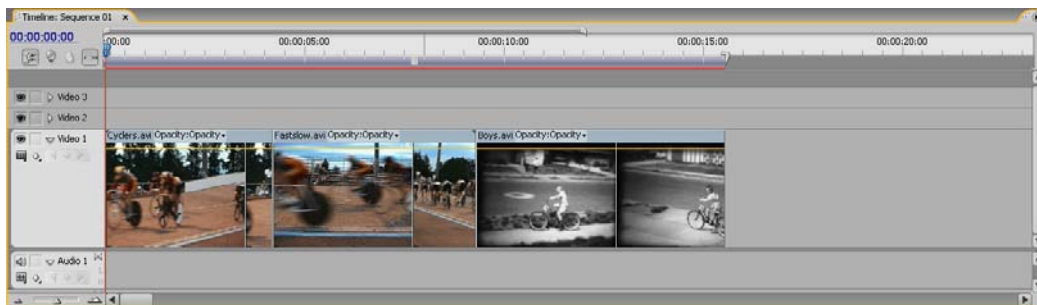 Timeline: Sequence 01 ×
00:00:00:00
00:00 00:00:05:00 00:00:10:00 00:00:15:00 00:00:20:00
Video 3
Video 2
Video 1
Cyclers.avi Opacity:Opacity
Fastslow.avi Opacity:Opacity
Boys.avi Opacity:Opacity
Audio 1